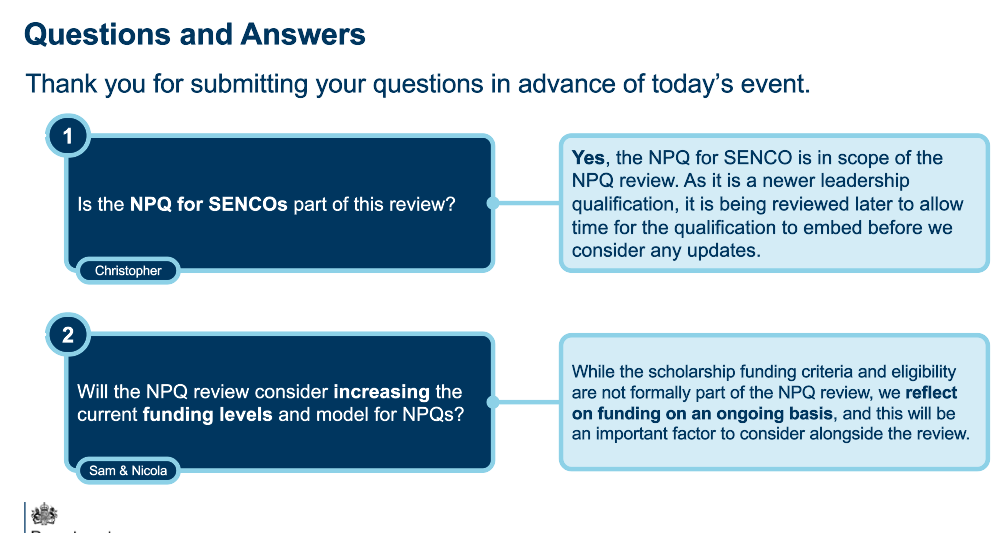 Questions and Answers
Thank you for submitting your questions in advance of today’s event.
1
Is the NPQ for SENCOs part of this review?
Christopher
Yes, the NPQ for SENCO is in scope of the
NPQ review. As it is a newer leadership
qualification, it is being reviewed later to allow
time for the qualification to embed before we
consider any updates.
2
Will the NPQ review consider increasing the
current funding levels and model for NPQs?
Sam & Nicola
While the scholarship funding criteria and eligibility
are not formally part of the NPQ review, we reflect
on funding on an ongoing basis, and this will be
an important factor to consider alongside the review.